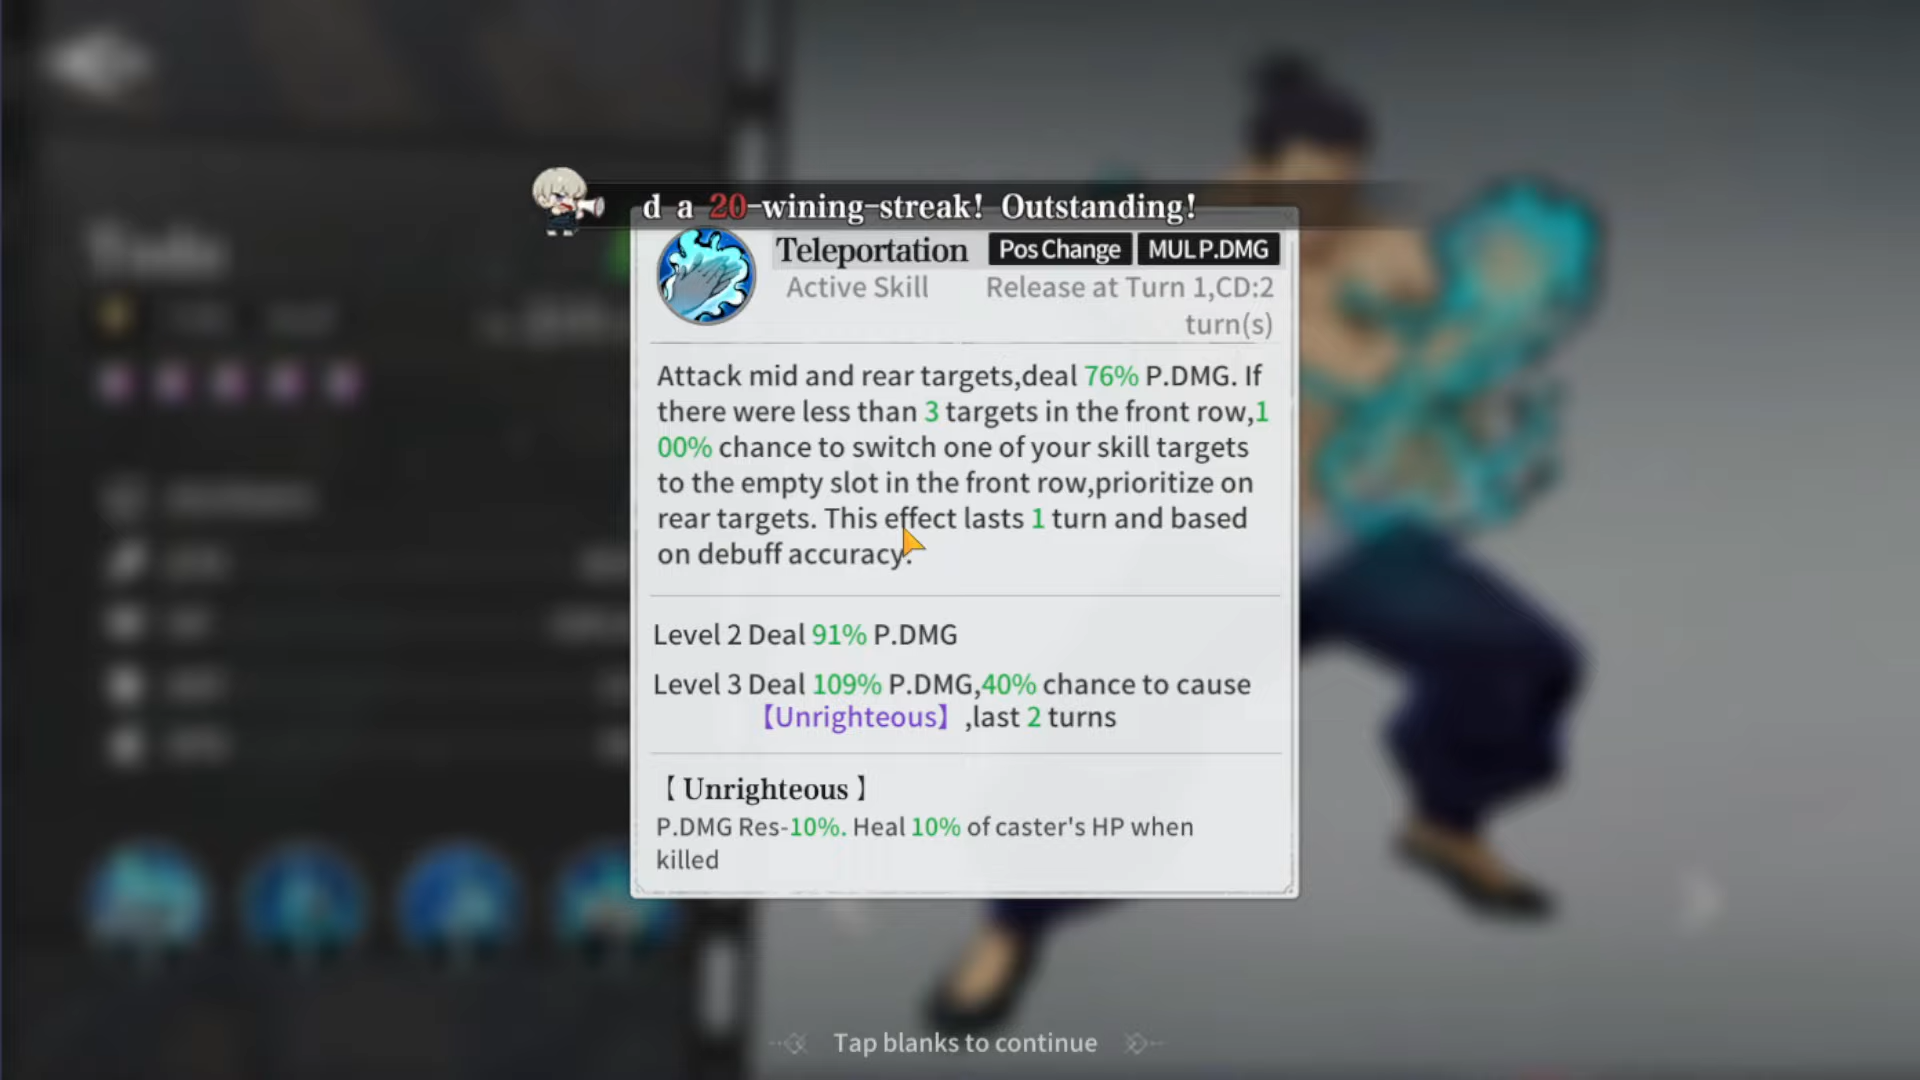 d a 20-wining-streak! Outstanding!
Teleportation Pos Change MUL P.DMG
Active Skill Release at Turn 1,CD:2
turn(s)
Attack mid and rear targets,deal 76% P.DMG. If
there were less than 3 targets in the front row,1
00% chance to switch one of your skill targets
to the empty slot in the front row,prioritize on
rear targets. This effect lasts 1 turn and based
on debuff accuracy.
Level 2 Deal 91% P.DMG
Level 3 Deal 109% P.DMG,40% chance to cause
【Unrighteous】 ,last 2 turns
【Unrighteous】
P.DMG Res-10%. Heal 10% of caster's HP when
killed
Tap blanks to continue